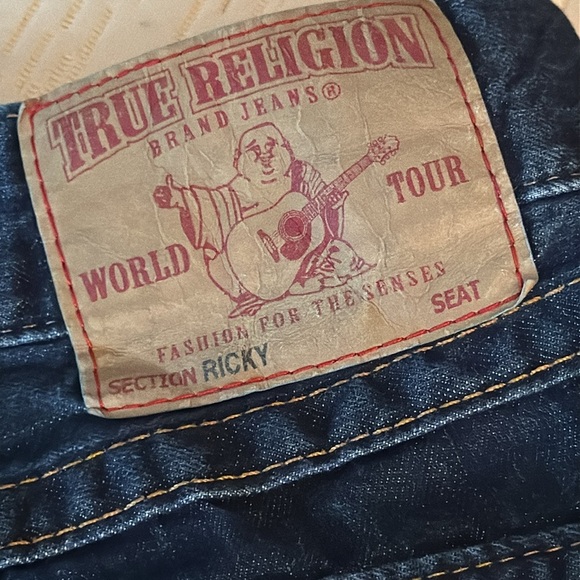 TRUE RELIGION
BRAND JEANS®
WORLD TOUR
FASHION FOR THE SENSES
SECTION RICKY SEAT